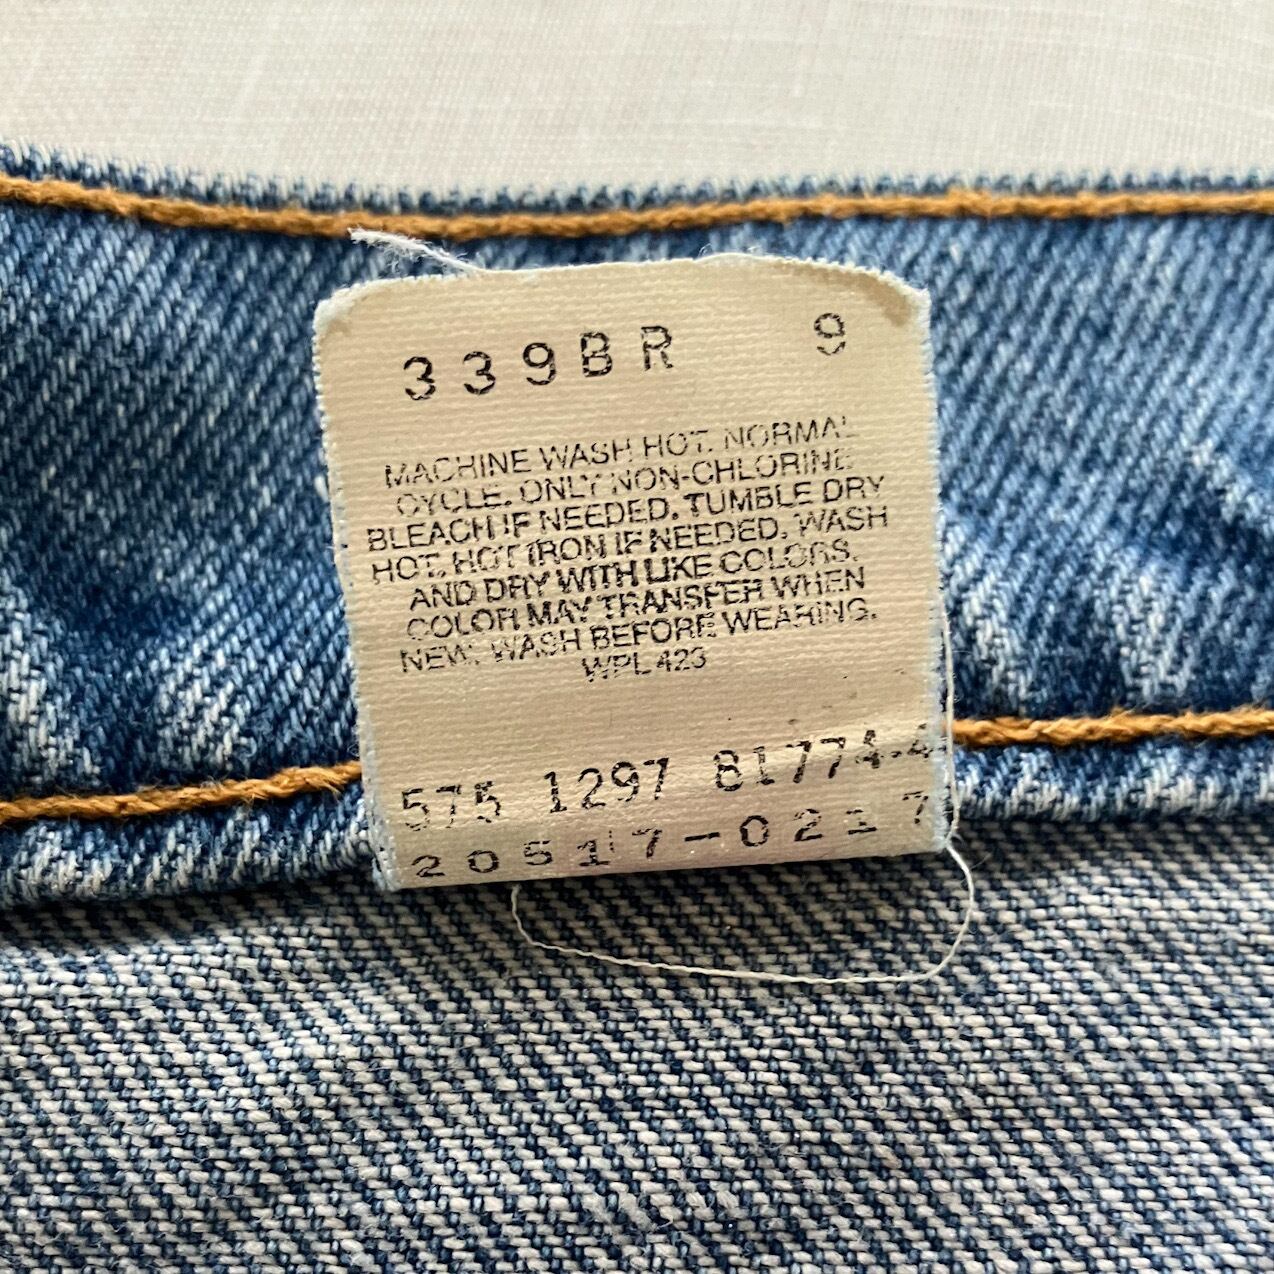 339BR 9
MACHINE WASH HOT. NORMAL
CYCLE. ONLY NON-CHLORINE
BLEACH IF NEEDED. TUMBLE DRY
HOT. HOT IRON IF NEEDED. WASH
AND DRY WITH LIKE COLORS.
COLOR MAY TRANSFER WHEN
NEW. WASH BEFORE WEARING.
WPL 423
575 1297 81774-4
20517-0217